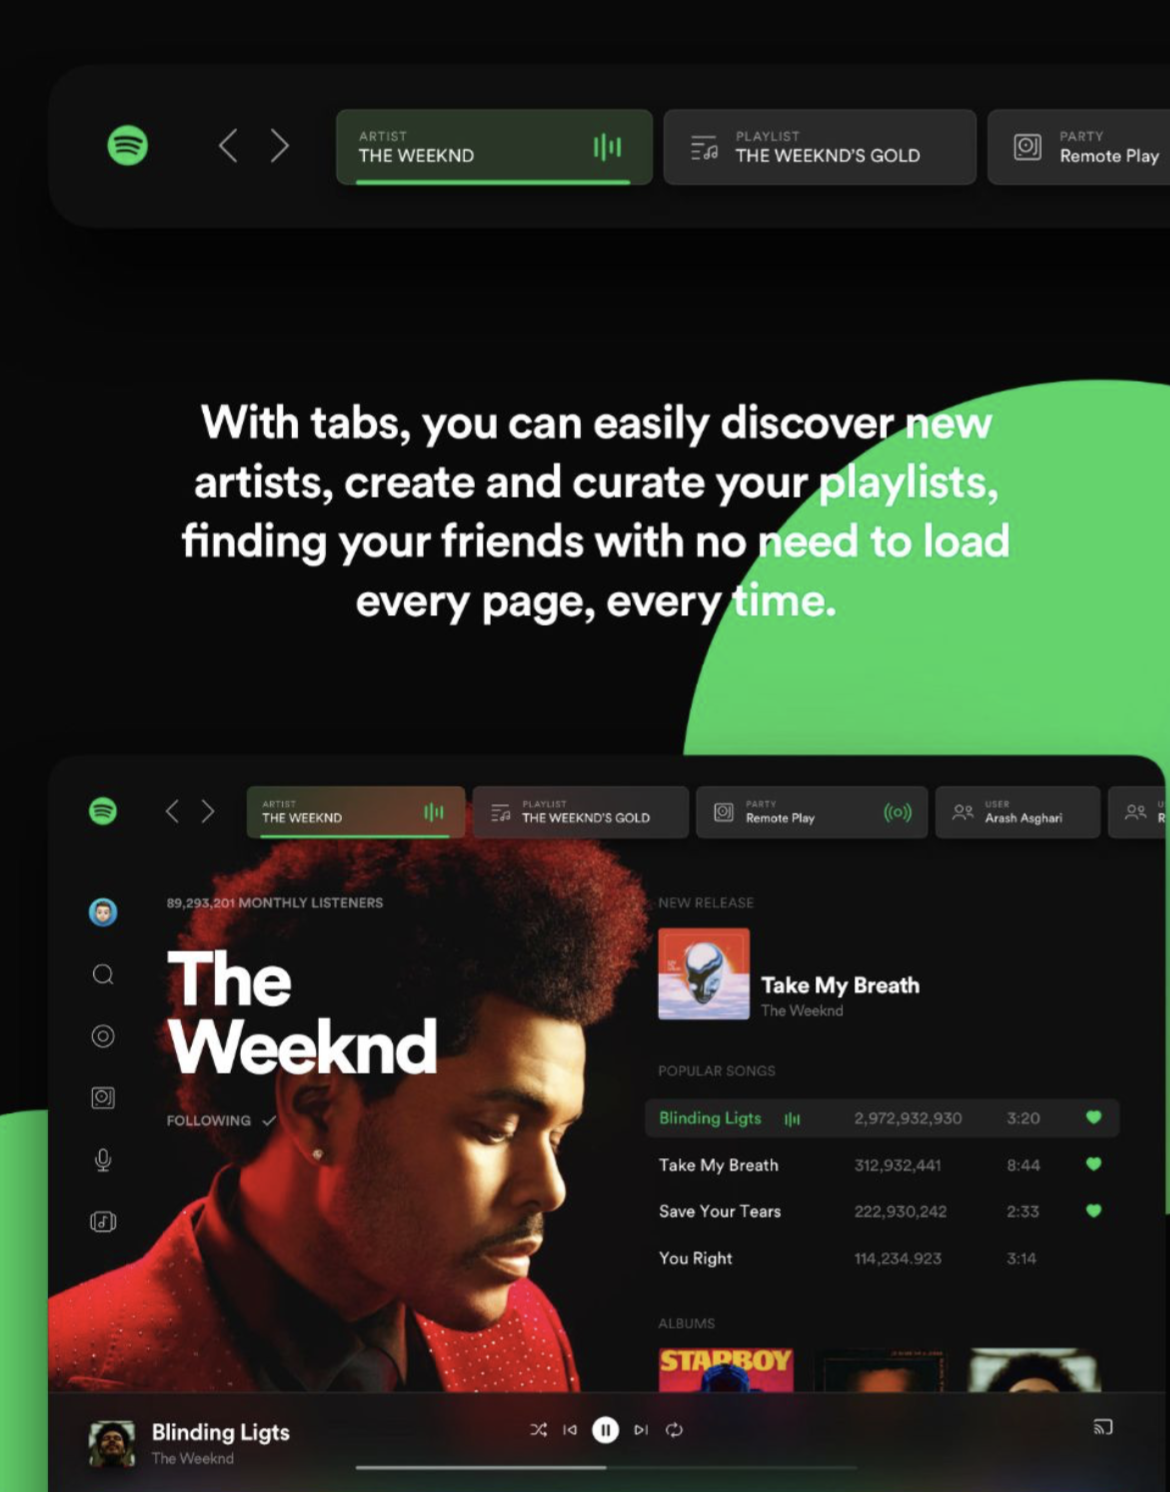 ARTIST
THE WEEKND
PLAYLIST
THE WEEKND'S GOLD
PARTY
Remote Play
With tabs, you can easily discover new
artists, create and curate your playlists,
finding your friends with no need to load
every page, every time.
ARTIST
THE WEEKND
PLAYLIST
THE WEEKND'S GOLD
PARTY
Remote Play
USER
Arash Asghari
89,293,201 MONTHLY LISTENERS
The
Weeknd
FOLLOWING
NEW RELEASE
Take My Breath
The Weeknd
POPULAR SONGS
Blinding Ligts 2,972,932,930 3:20
Take My Breath 312,932,441 8:44
Save Your Tears 222,930,242 2:33
You Right 114,234.923 3:14
ALBUMS
STARBOY
Blinding Ligts
The Weeknd